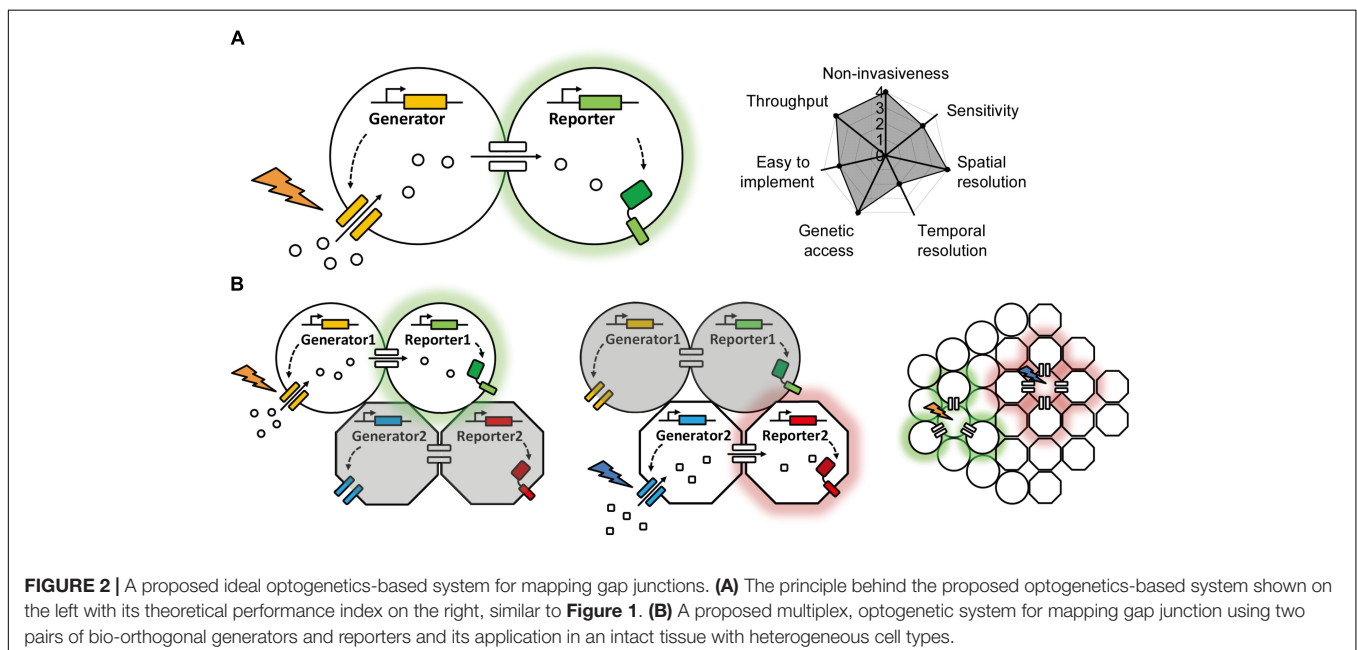 A
Generator
Reporter
Non-invasiveness
Throughput
Sensitivity
Easy to
implement
Spatial
resolution
Genetic
access
Temporal
resolution
4
3
2
1
0
B
Generator1
Reporter1
Generator2
Reporter2
Generator1
Reporter1
Generator2
Reporter2
FIGURE 2 | A proposed ideal optogenetics-based system for mapping gap junctions. (A) The principle behind the proposed optogenetics-based system shown on
the left with its theoretical performance index on the right, similar to Figure 1. (B) A proposed multiplex, optogenetic system for mapping gap junction using two
pairs of bio-orthogonal generators and reporters and its application in an intact tissue with heterogeneous cell types.